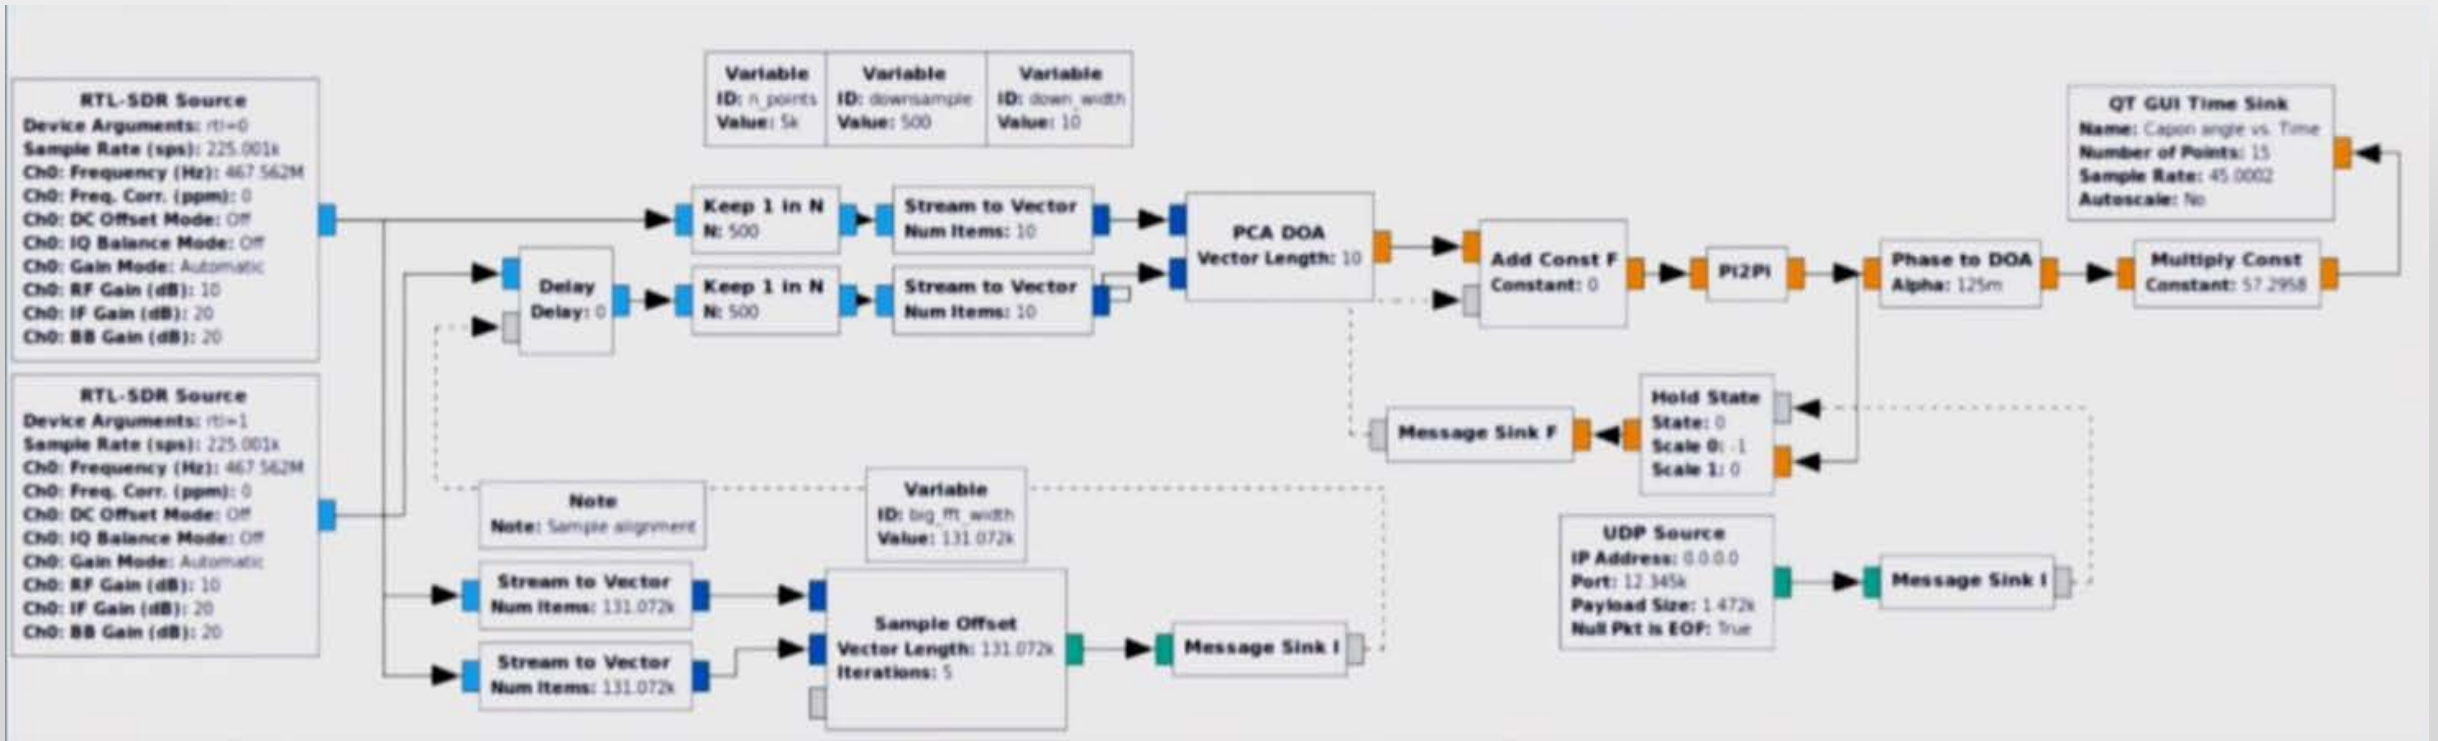 RTL-SDR Source
Device Arguments: rtl=0
Sample Rate (sps): 225.001k
Ch0: Frequency (Hz): 467.562M
Ch0: Freq. Corr. (ppm): 0
Ch0: DC Offset Mode: Off
Ch0: IQ Balance Mode: Off
Ch0: Gain Mode: Automatic
Ch0: RF Gain (dB): 10
Ch0: IF Gain (dB): 20
Ch0: BB Gain (dB): 20
RTL-SDR Source
Device Arguments: rtl=1
Sample Rate (sps): 225.001k
Ch0: Frequency (Hz): 467.562M
Ch0: Freq. Corr. (ppm): 0
Ch0: DC Offset Mode: Off
Ch0: IQ Balance Mode: Off
Ch0: Gain Mode: Automatic
Ch0: RF Gain (dB): 10
Ch0: IF Gain (dB): 20
Ch0: BB Gain (dB): 20
Variable
ID: n_points
Value: 5k
Variable
ID: downsample
Value: 500
Variable
ID: down_width
Value: 10
Delay
Delay: 0
Keep 1 in N
N: 500
Stream to Vector
Num Items: 10
Keep 1 in N
N: 500
Stream to Vector
Num Items: 10
PCA DOA
Vector Length: 10
Add Const F
Constant: 0
Pi2Pi
Phase to DOA
Alpha: 125m
Multiply Const
Constant: 57.2958
QT GUI Time Sink
Name: Capon angle vs. Time
Number of Points: 15
Sample Rate: 45.0002
Autoscale: No
Message Sink F
Hold State
State: 0
Scale 0: -1
Scale 1: 0
UDP Source
IP Address: 0.0.0.0
Port: 12.345k
Payload Size: 1.472k
Null Pkt is EOF: True
Message Sink I
Note
Note: Sample alignment
Variable
ID: big_fft_width
Value: 131.072k
Stream to Vector
Num Items: 131.072k
Stream to Vector
Num Items: 131.072k
Sample Offset
Vector Length: 131.072k
Iterations: 5
Message Sink I